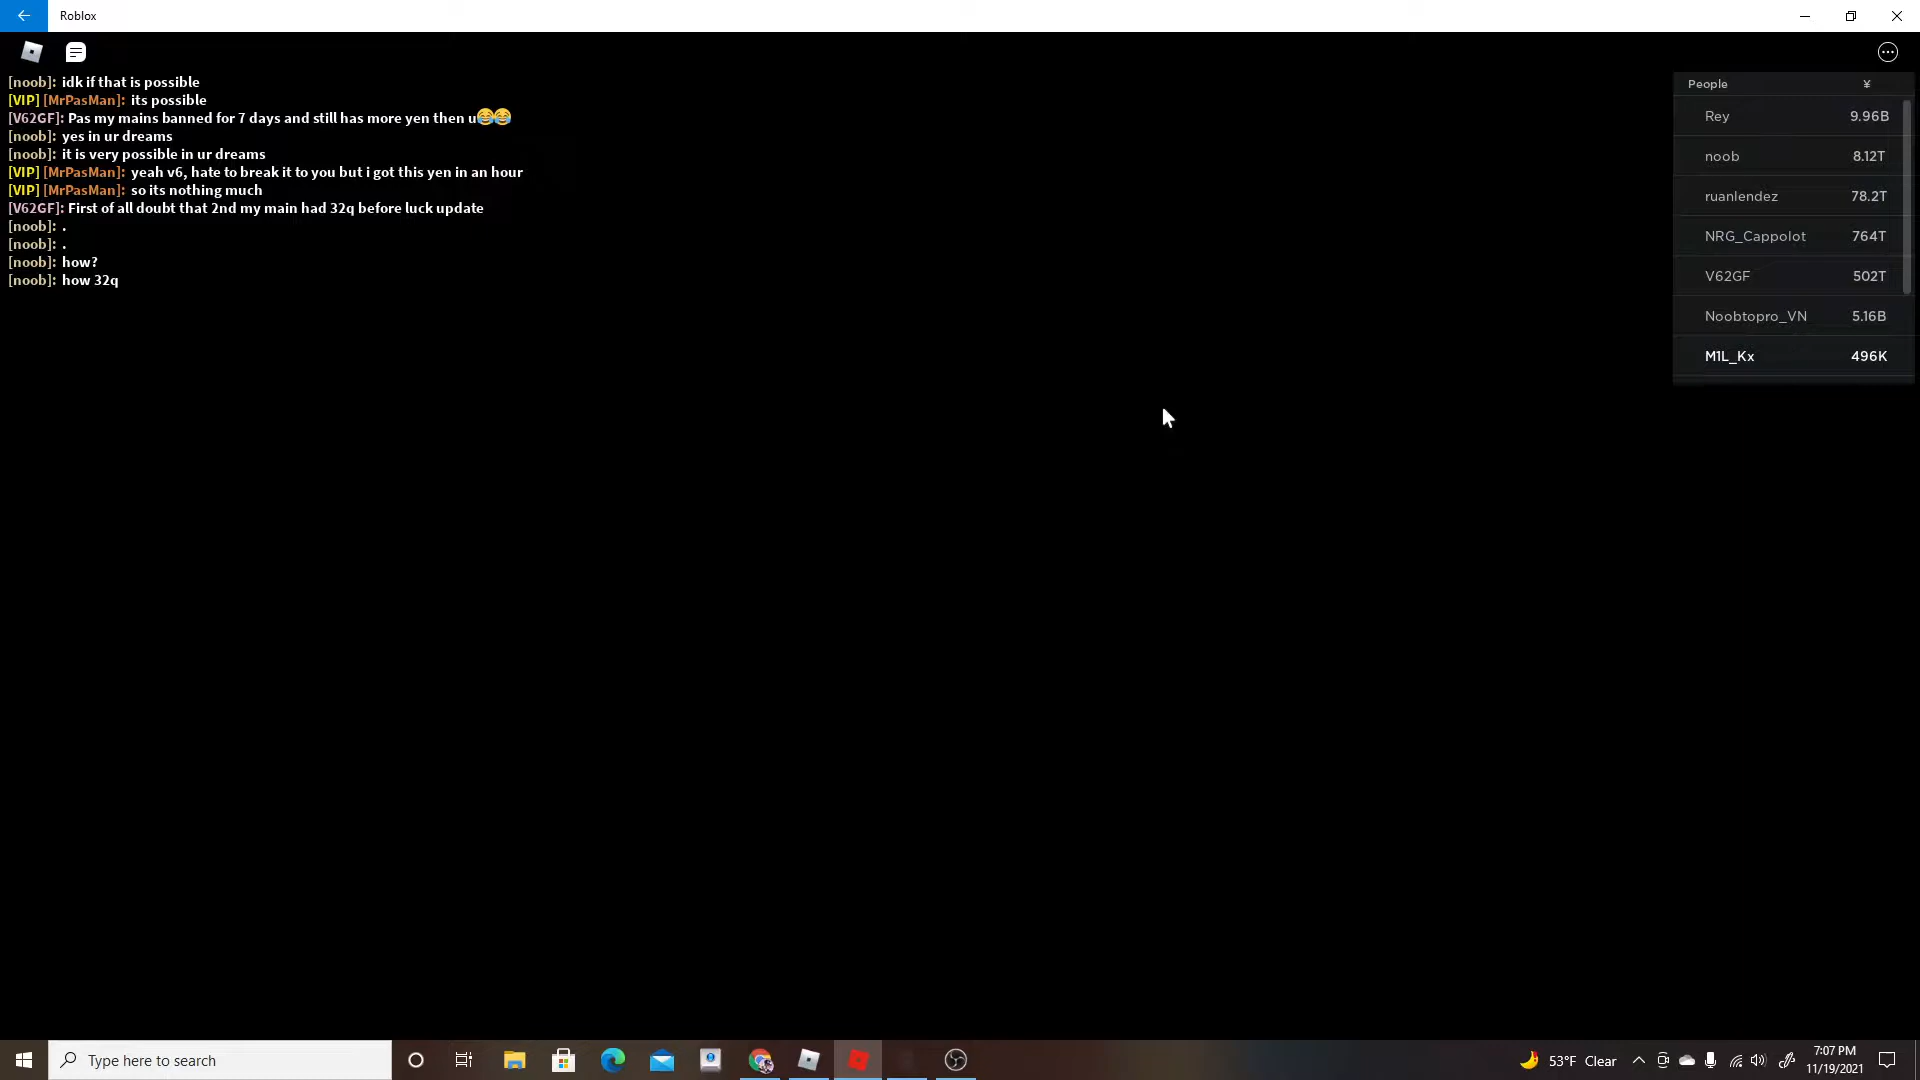 Roblox
[noob]: idk if that is possible
[VIP] [MrPasMan]: its possible
[V62GF]: Pas my mains banned for 7 days and still has more yen then u😂😂
[noob]: yes in ur dreams
[noob]: it is very possible in ur dreams
[VIP] [MrPasMan]: yeah v6, hate to break it to you but i got this yen in an hour
[VIP] [MrPasMan]: so its nothing much
[V62GF]: First of all doubt that 2nd my main had 32q before luck update
[noob]: .
[noob]: .
[noob]: how?
[noob]: how 32q
People ¥
Rey 9.96B
noob 8.12T
ruanlendez 78.2T
NRG_Cappolot 764T
V62GF 502T
Noobtopro_VN 5.16B
M1L_Kx 496K
Type here to search
53°F Clear
7:07 PM
11/19/2021